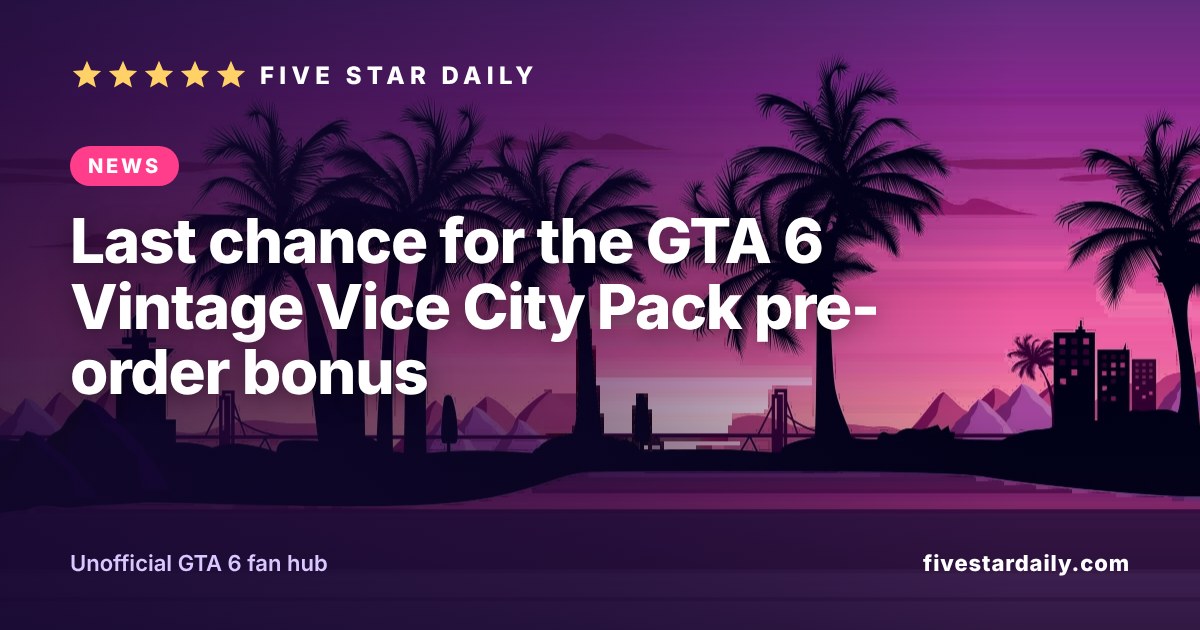 FIVE STAR DAILY
NEWS
Last chance for the GTA 6
Vintage Vice City Pack pre-
order bonus
Unofficial GTA 6 fan hub
fivestardaily.com